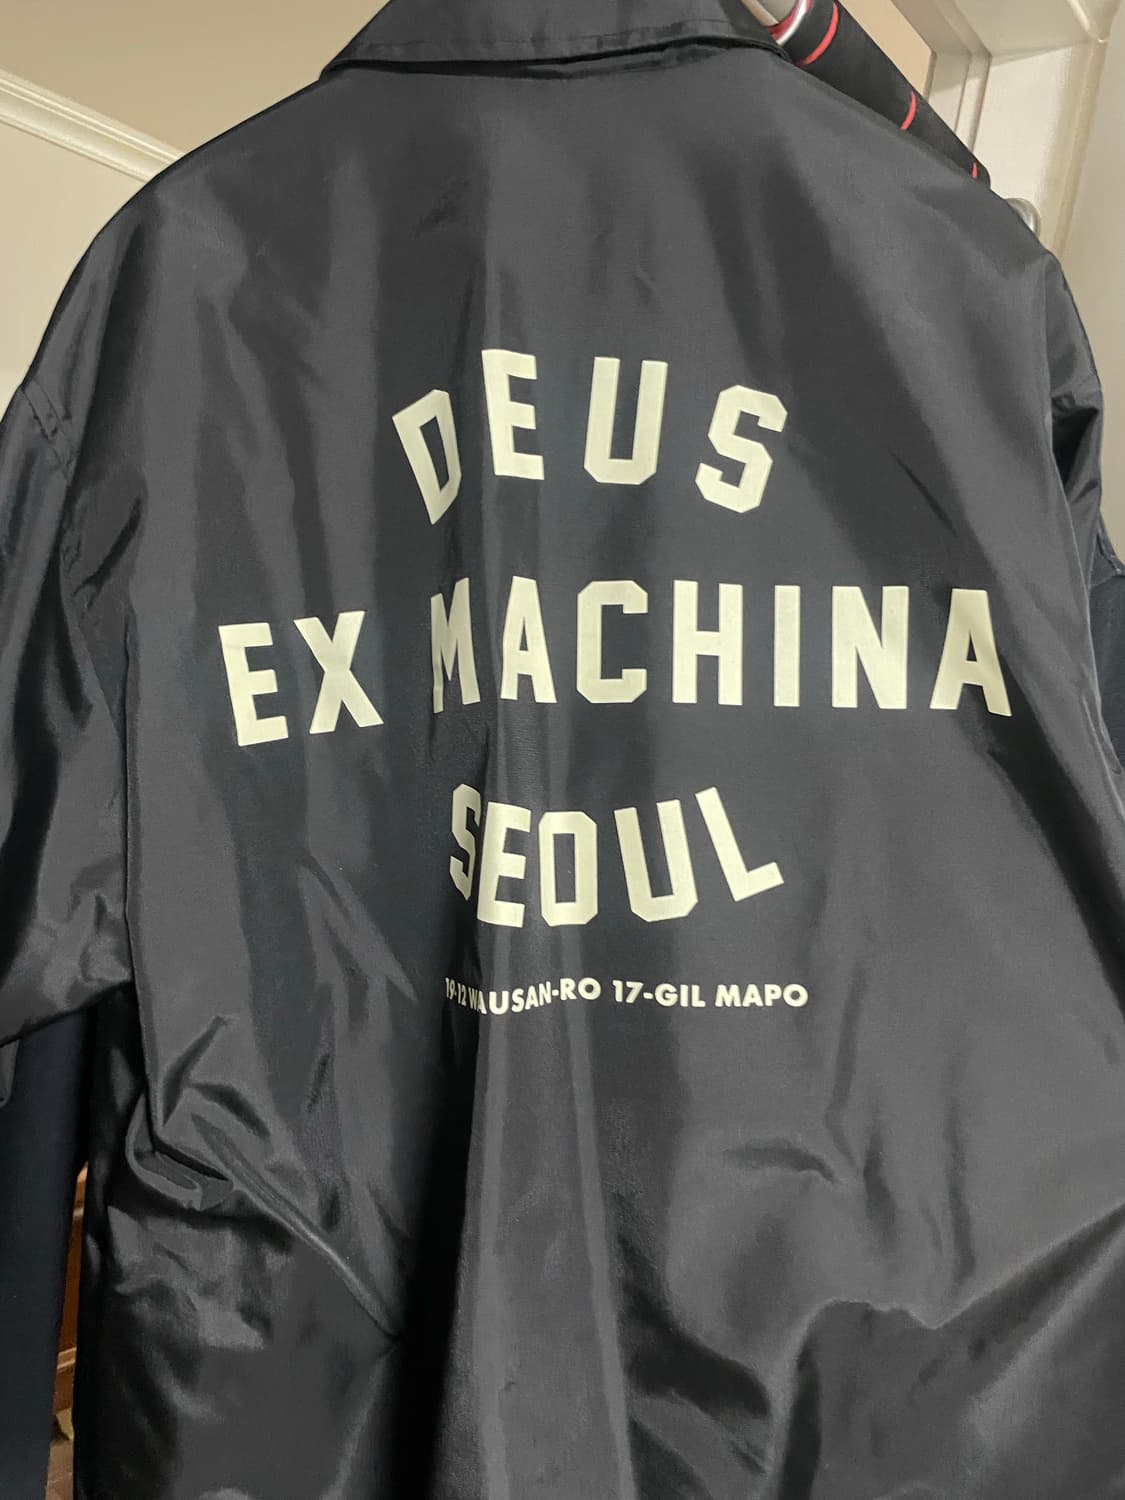 DEUS
EX MACHINA
SEOUL
19-12 WAUSAN-RO 17-GIL MAPO